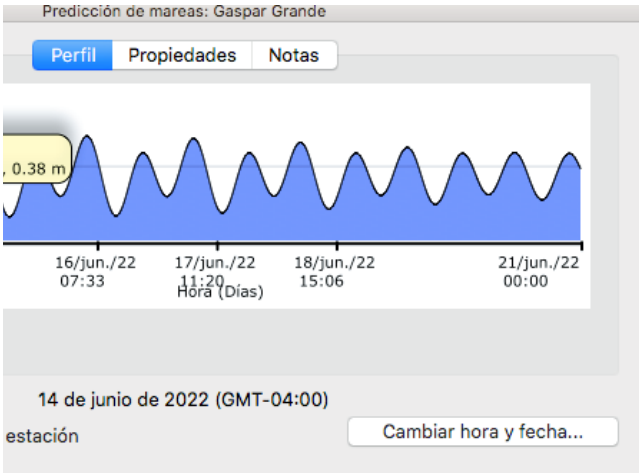 Predicción de mareas: Gaspar Grande
Perfil Propiedades Notas
, 0.38 m
16/jun./22 17/jun./22 18/jun./22 21/jun./22
07:33 11:20 15:06 00:00
Hora (Días)
14 de junio de 2022 (GMT-04:00)
estación Cambiar hora y fecha...